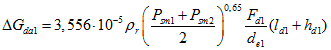 ΔG_{da1} = 3,556·10^{-5} ρ_r ((P_{sm1} + P_{sm2}) / 2)^{0,65} (F_{d1} / d_{в1}) (l_{d1} + h_{d1})